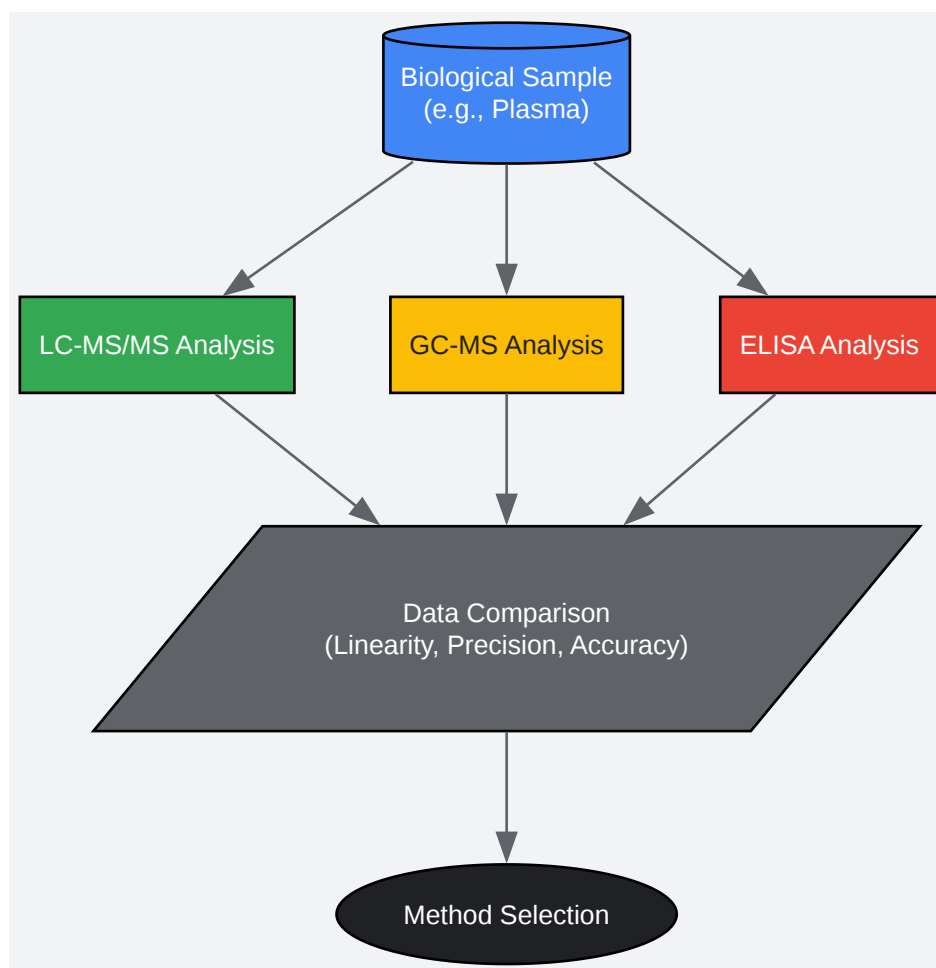 Biological Sample
(e.g., Plasma)
LC-MS/MS Analysis
GC-MS Analysis
ELISA Analysis
Data Comparison
(Linearity, Precision, Accuracy)
Method Selection